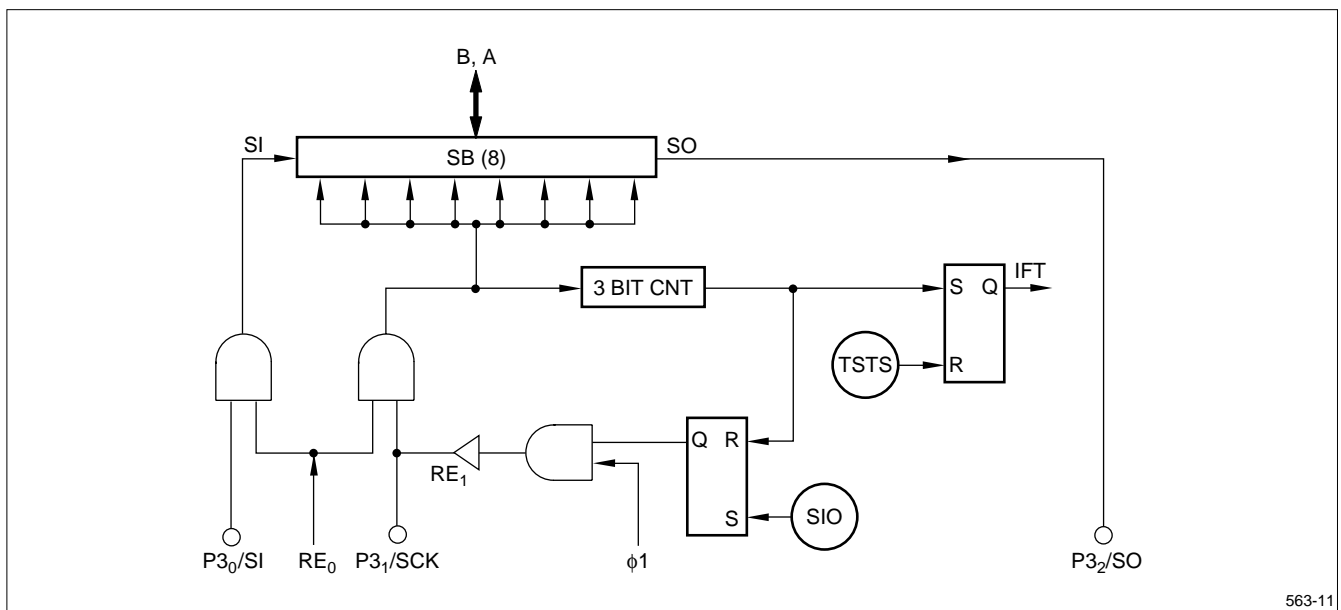 B, A
SI
SB (8)
SO
3 BIT CNT
S Q
IFT
TSTS
R
Q R
RE₁
S
SIO
P3₀/SI
RE₀
P3₁/SCK
φ1
P3₂/SO
563-11